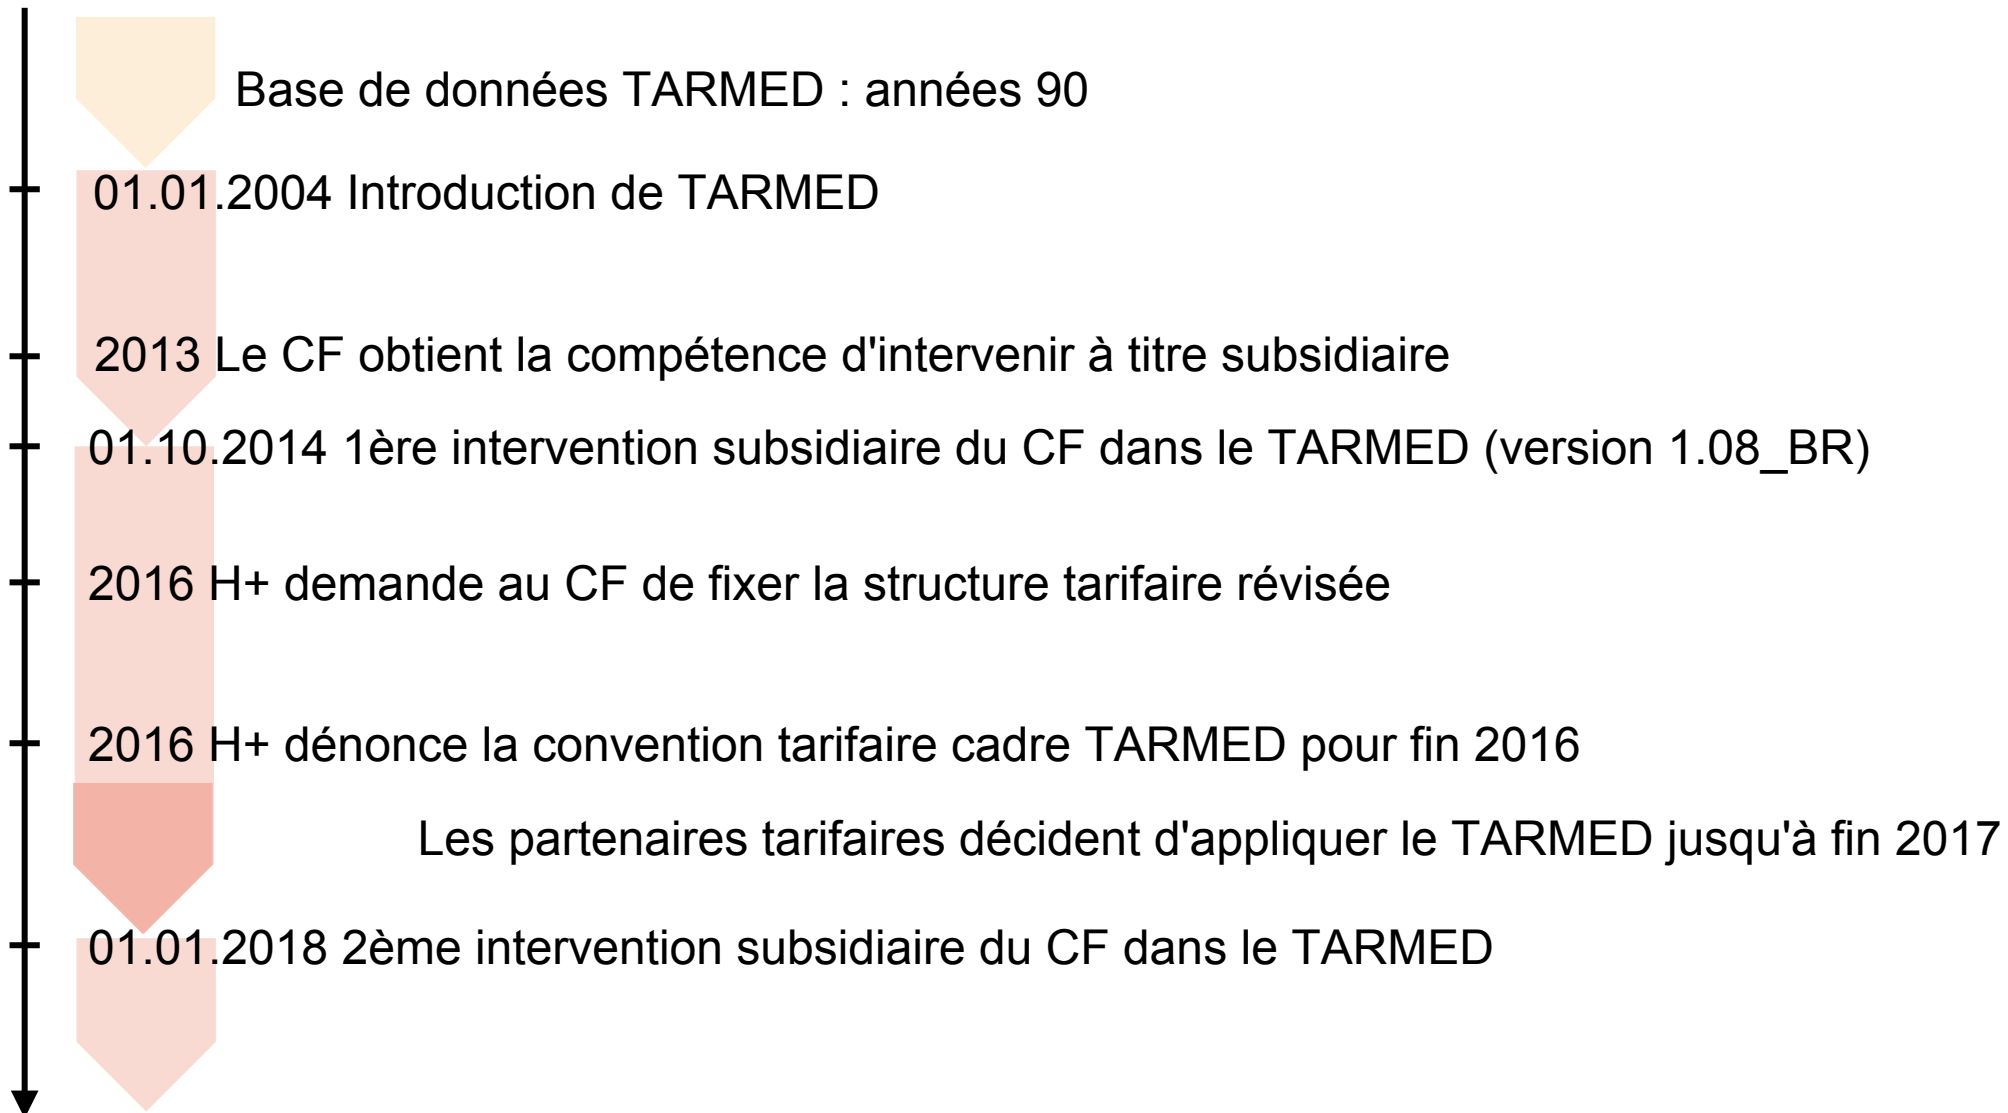 Base de données TARMED : années 90
01.01.2004 Introduction de TARMED
2013 Le CF obtient la compétence d'intervenir à titre subsidiaire
01.10.2014 1ère intervention subsidiaire du CF dans le TARMED (version 1.08_BR)
2016 H+ demande au CF de fixer la structure tarifaire révisée
2016 H+ dénonce la convention tarifaire cadre TARMED pour fin 2016
Les partenaires tarifaires décident d'appliquer le TARMED jusqu'à fin 2017
01.01.2018 2ème intervention subsidiaire du CF dans le TARMED